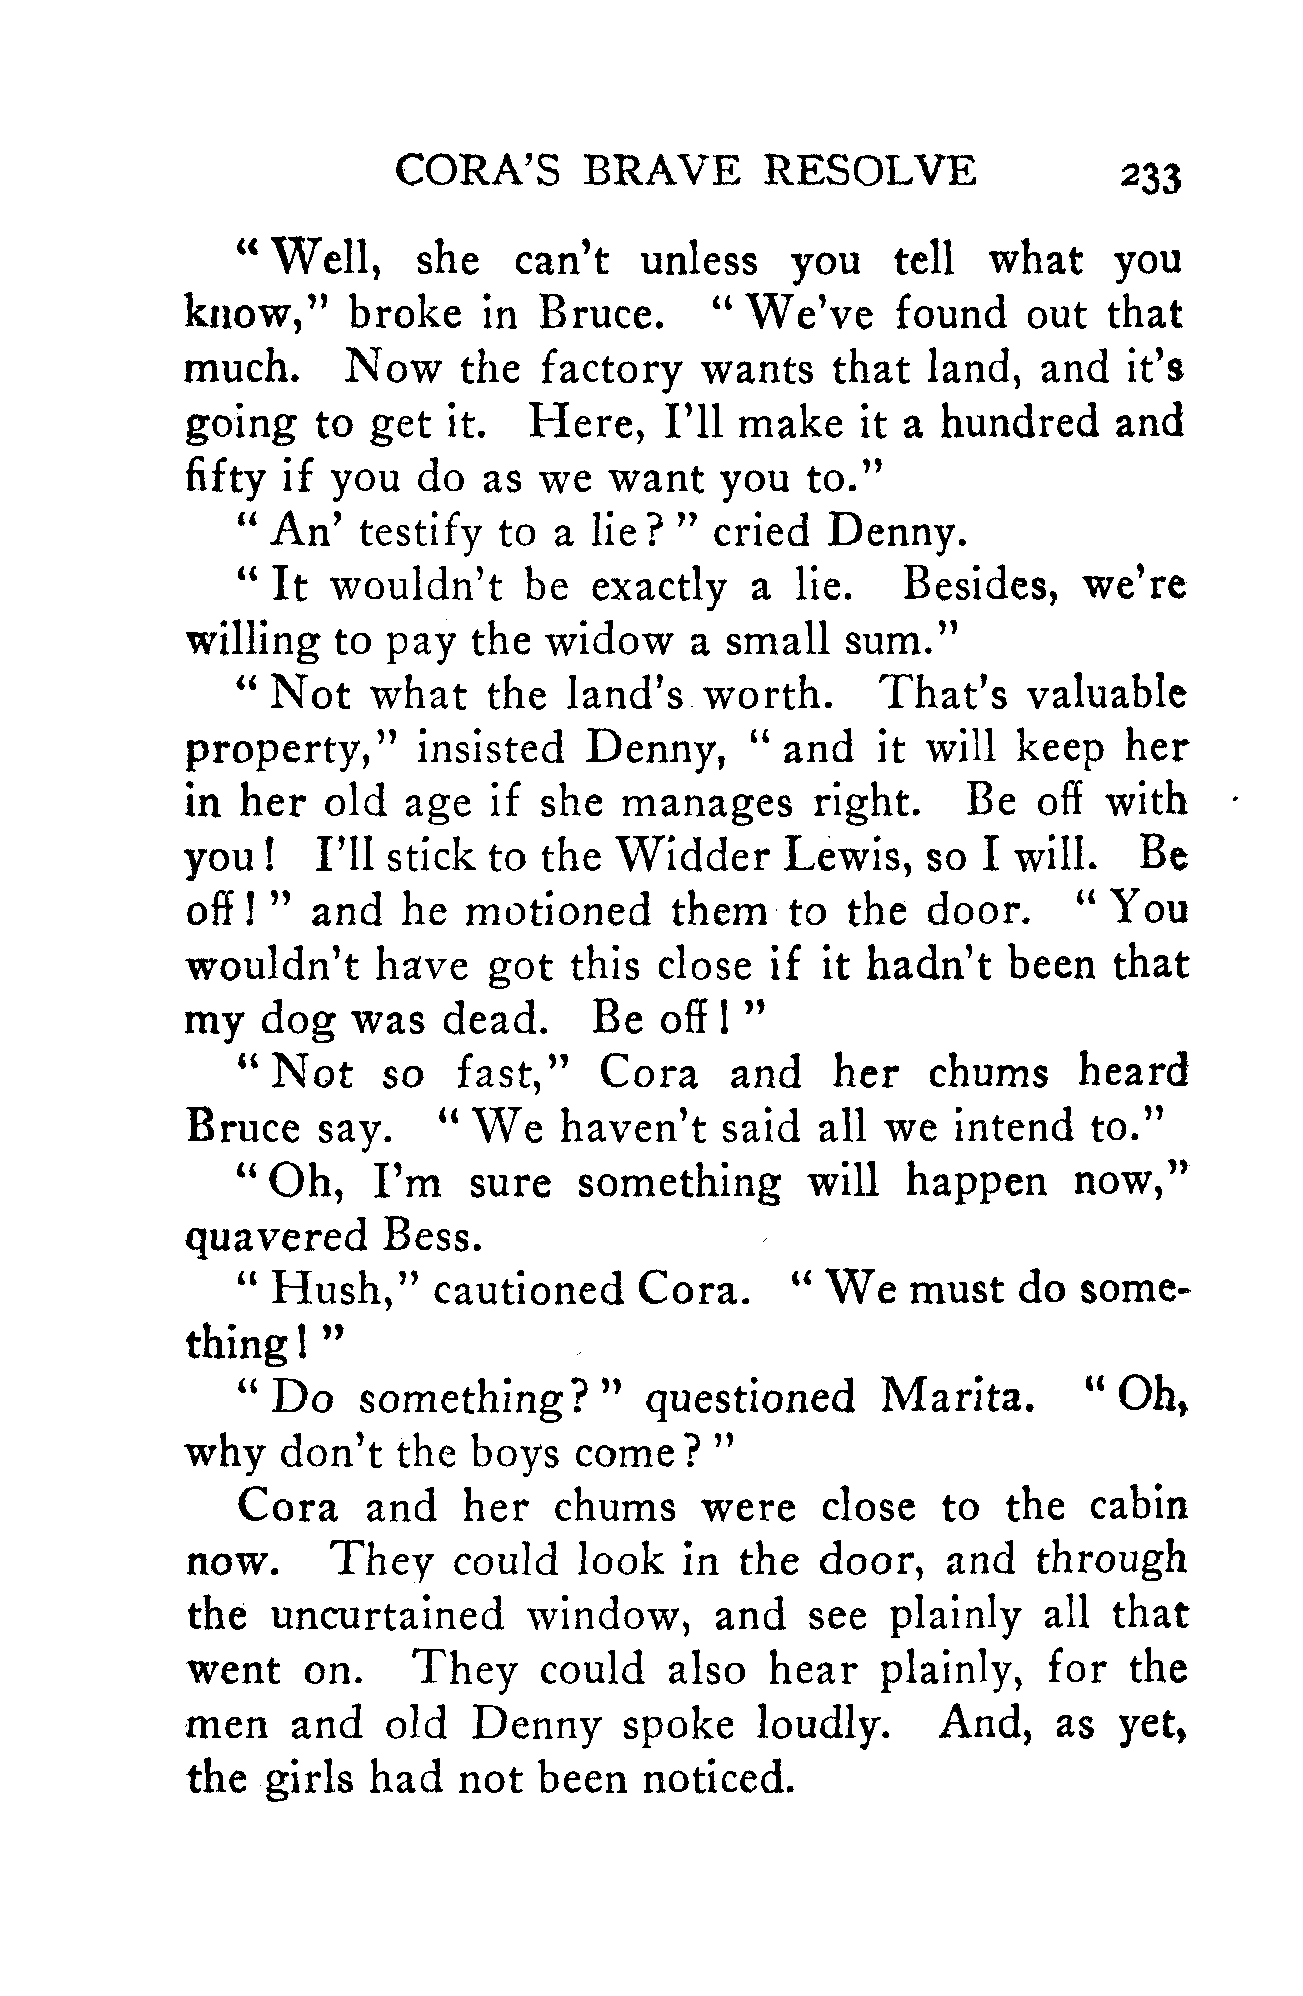 CORA'S BRAVE RESOLVE 233
" Well, she can't unless you tell what you
know," broke in Bruce. " We've found out that
much. Now the factory wants that land, and it's
going to get it. Here, I'll make it a hundred and
fifty if you do as we want you to."
" An' testify to a lie? " cried Denny.
" It wouldn't be exactly a lie. Besides, we're
willing to pay the widow a small sum."
" Not what the land's worth. That's valuable
property," insisted Denny, " and it will keep her
in her old age if she manages right. Be off with
you! I'll stick to the Widder Lewis, so I will. Be
off! " and he motioned them to the door. " You
wouldn't have got this close if it hadn't been that
my dog was dead. Be off! "
" Not so fast," Cora and her chums heard
Bruce say. " We haven't said all we intend to."
" Oh, I'm sure something will happen now,"
quavered Bess.
" Hush," cautioned Cora. " We must do some-
thing! "
" Do something? " questioned Marita. " Oh,
why don't the boys come? "
Cora and her chums were close to the cabin
now. They could look in the door, and through
the uncurtained window, and see plainly all that
went on. They could also hear plainly, for the
men and old Denny spoke loudly. And, as yet,
the girls had not been noticed.